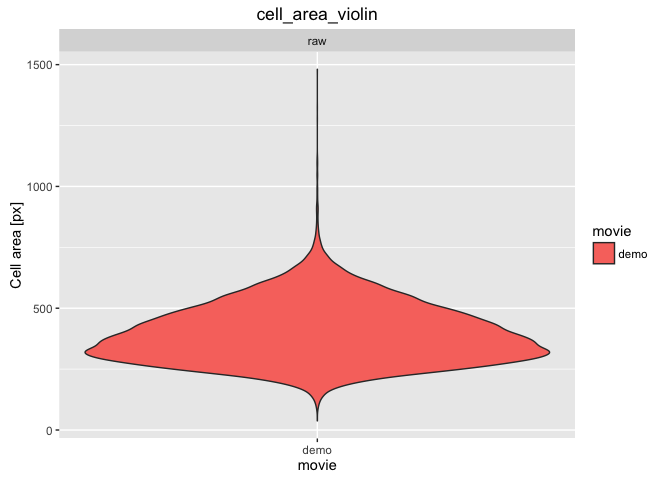 cell_area_violin
raw
1500
1000
500
0
Cell area [px]
demo
movie
movie
demo